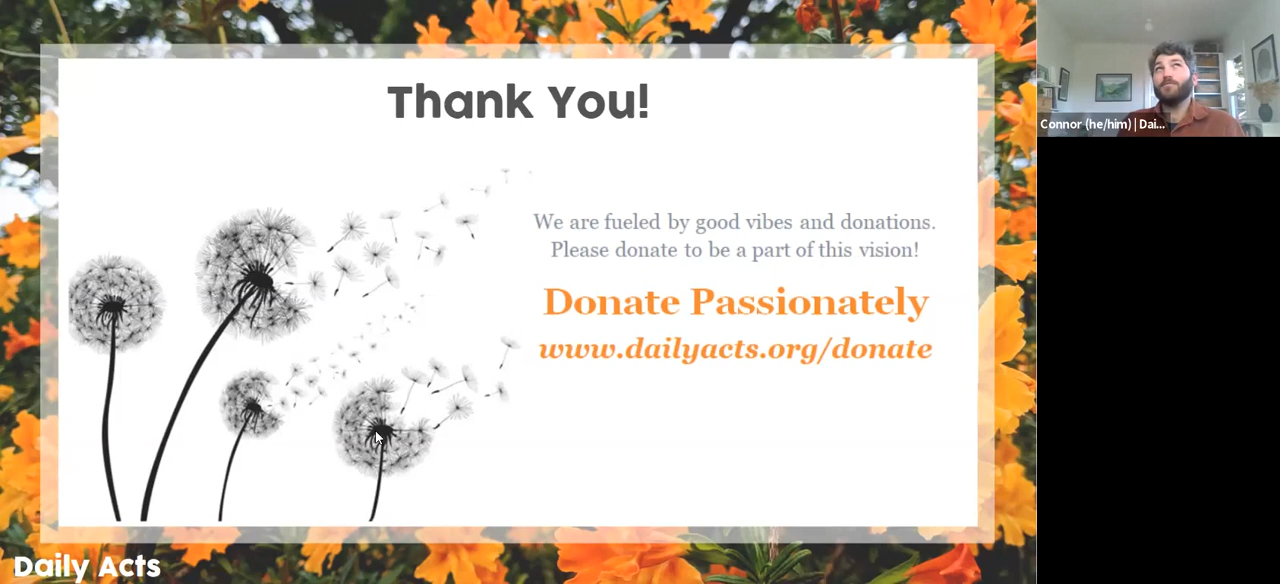 Thank You!
We are fueled by good vibes and donations.
Please donate to be a part of this vision!
Donate Passionately
www.dailyacts.org/donate
Daily Acts
Connor (he/him) | Dai...